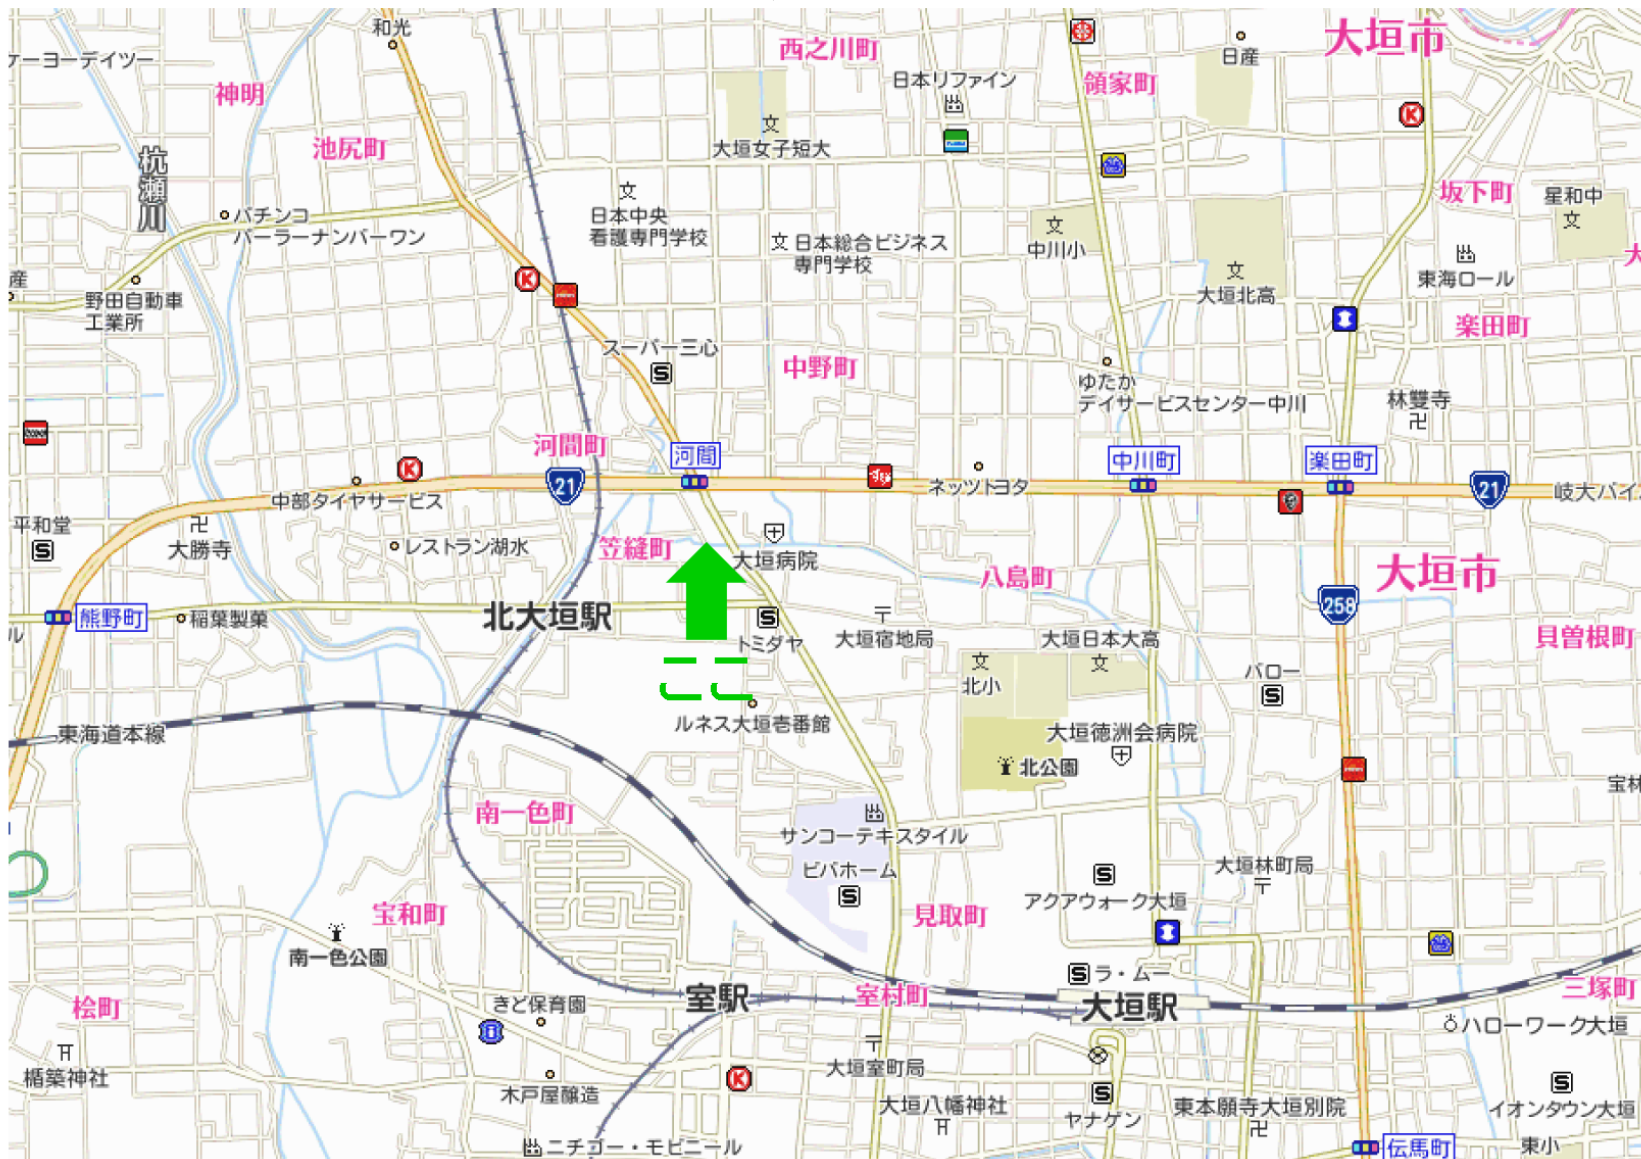 和光
西之川町
大垣市
日産
ケーヨーデイツー
神明
日本リファイン
領家町
池尻町
大垣女子短大
杭瀬川
坂下町
星和中
パチンコ
パーラーナンバーワン
日本中央
看護専門学校
日本総合ビジネス
専門学校
中川小
産
野田自動車
工業所
大垣北高
東海ロール
大
楽田町
スーパー三心
中野町
ゆたか
デイサービスセンター中川
林雙寺
河間町
河間
中川町
楽田町
21
ネッツトヨタ
21
岐大バイ
中部タイヤサービス
平和堂
大勝寺
レストラン湖水
笠縫町
大垣病院
八島町
大垣市
258
熊野町
稲葉製菓
北大垣駅
トミダヤ
大垣宿地局
大垣日本大高
貝曽根町
ル
北小
バロー
ルネス大垣壱番館
東海道本線
大垣徳洲会病院
北公園
宝林
南一色町
サンコーテキスタイル
ビバホーム
大垣林町局
アクアウォーク大垣
宝和町
見取町
南一色公園
ラ・ムー
桧町
きど保育園
室駅
室村町
大垣駅
三塚町
ハローワーク大垣
楯築神社
木戸屋醸造
大垣室町局
大垣八幡神社
ヤナゲン
東本願寺大垣別院
イオンタウン大垣
ニチゴー・モビニール
伝馬町
東小